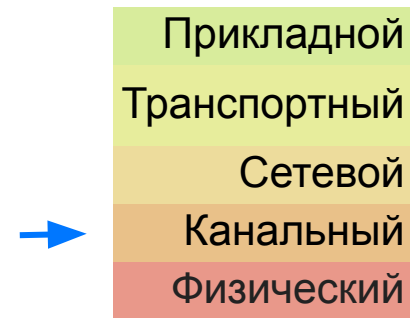 Прикладной
Транспортный
Сетевой
Канальный
Физический